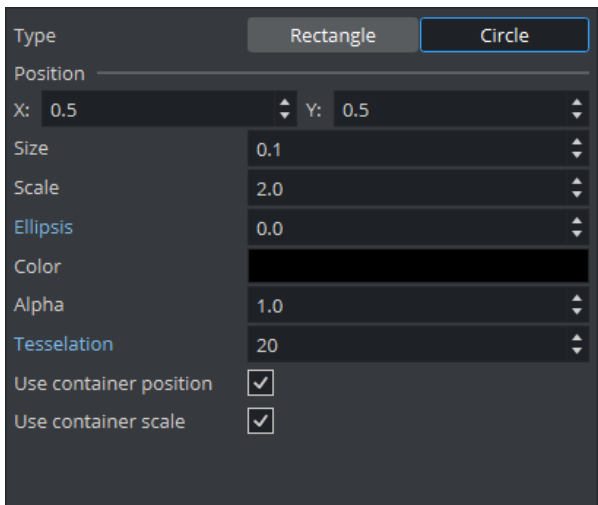 Type Rectangle Circle
Position
X: 0.5 Y: 0.5
Size 0.1
Scale 2.0
Ellipsis 0.0
Color
Alpha 1.0
Tesselation 20
Use container position
Use container scale